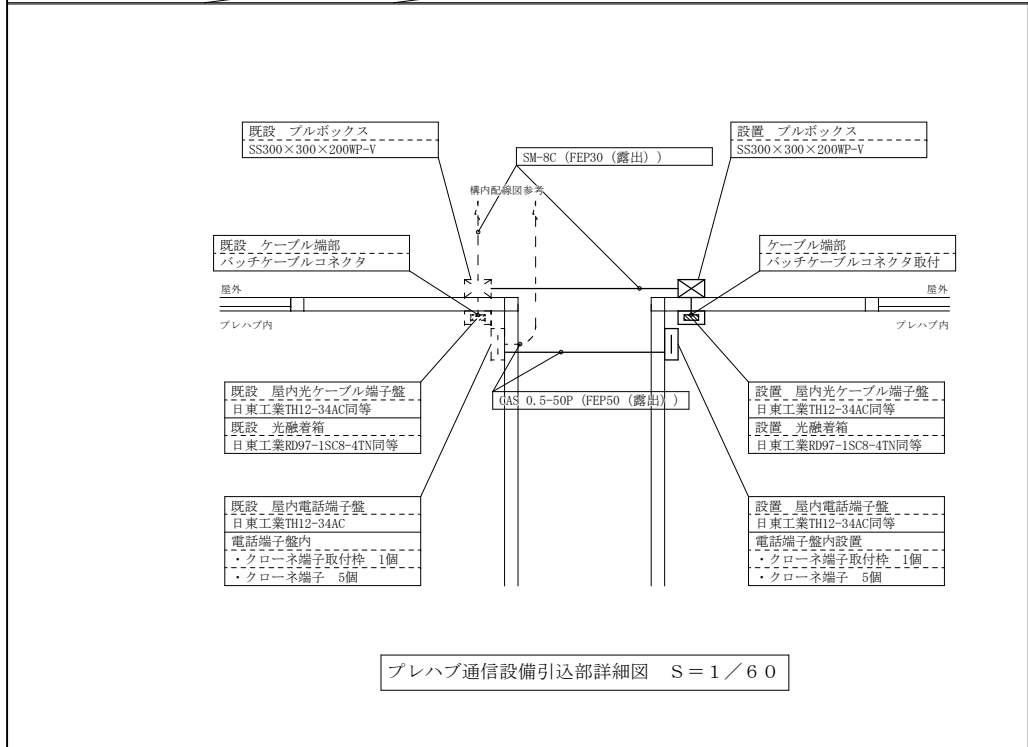 既設　プルボックス
SS300×300×200WP-V
設置　プルボックス
SS300×300×200WP-V
SM-8C (FEP30（露出）)
構内配線図参考
既設　ケーブル端部
バッチケーブルコネクタ
ケーブル端部
バッチケーブルコネクタ取付
屋外
屋外
プレハブ内
プレハブ内
既設　屋内光ケーブル端子盤
日東工業TH12-34AC同等
既設　光融着箱
日東工業RD97-1SC8-4TN同等
CAS 0.5-50P (FEP50（露出）)
設置　屋内光ケーブル端子盤
日東工業TH12-34AC同等
設置　光融着箱
日東工業RD97-1SC8-4TN同等
既設　屋内電話端子盤
日東工業TH12-34AC
電話端子盤内
・クローネ端子取付枠　1個
・クローネ端子　5個
設置　屋内電話端子盤
日東工業TH12-34AC同等
電話端子盤内設置
・クローネ端子取付枠　1個
・クローネ端子　5個
プレハブ通信設備引込部詳細図　Ｓ＝１／６０